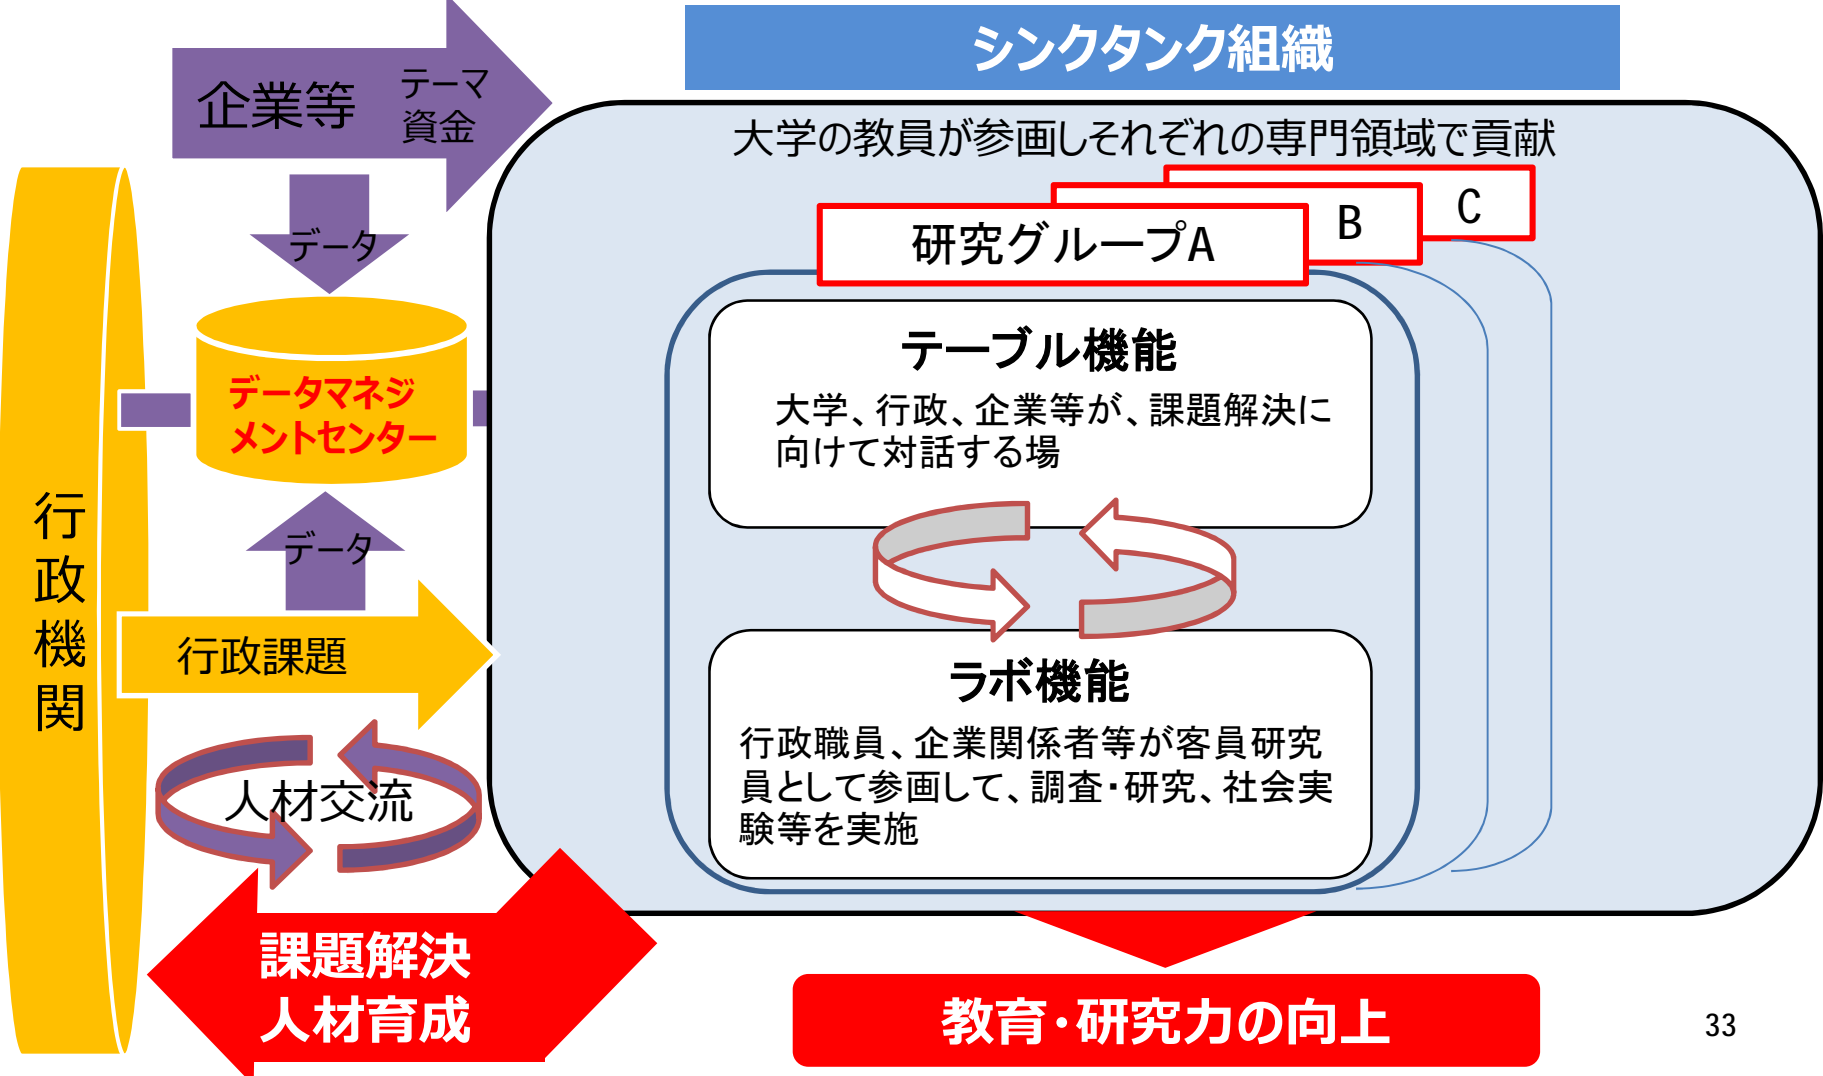 シンクタンク組織
企業等
テーマ
資金
大学の教員が参画しそれぞれの専門領域で貢献
C
B
研究グループA
データ
テーブル機能
大学、行政、企業等が、課題解決に
向けて対話する場
データマネジ
メントセンター
行政機関
データ
行政課題
ラボ機能
行政職員、企業関係者等が客員研究
員として参画して、調査・研究、社会実
験等を実施
人材交流
課題解決
人材育成
教育・研究力の向上
33